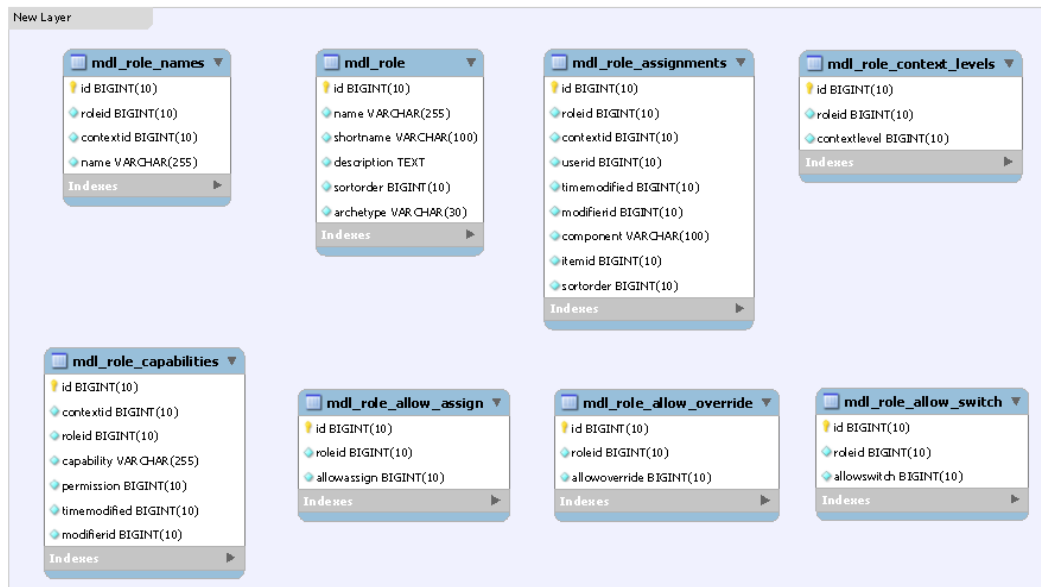 New Layer
mdl_role_names
id BIGINT(10)
roleid BIGINT(10)
contextid BIGINT(10)
name VARCHAR(255)
Indexes
mdl_role
id BIGINT(10)
name VARCHAR(255)
shortname VARCHAR(100)
description TEXT
sortorder BIGINT(10)
archetype VARCHAR(30)
Indexes
mdl_role_assignments
id BIGINT(10)
roleid BIGINT(10)
contextid BIGINT(10)
userid BIGINT(10)
timemodified BIGINT(10)
modifierid BIGINT(10)
component VARCHAR(100)
itemid BIGINT(10)
sortorder BIGINT(10)
Indexes
mdl_role_context_levels
id BIGINT(10)
roleid BIGINT(10)
contextlevel BIGINT(10)
Indexes
mdl_role_capabilities
id BIGINT(10)
contextid BIGINT(10)
roleid BIGINT(10)
capability VARCHAR(255)
permission BIGINT(10)
timemodified BIGINT(10)
modifierid BIGINT(10)
Indexes
mdl_role_allow_assign
id BIGINT(10)
roleid BIGINT(10)
allowassign BIGINT(10)
Indexes
mdl_role_allow_override
id BIGINT(10)
roleid BIGINT(10)
allowoverride BIGINT(10)
Indexes
mdl_role_allow_switch
id BIGINT(10)
roleid BIGINT(10)
allowswitch BIGINT(10)
Indexes